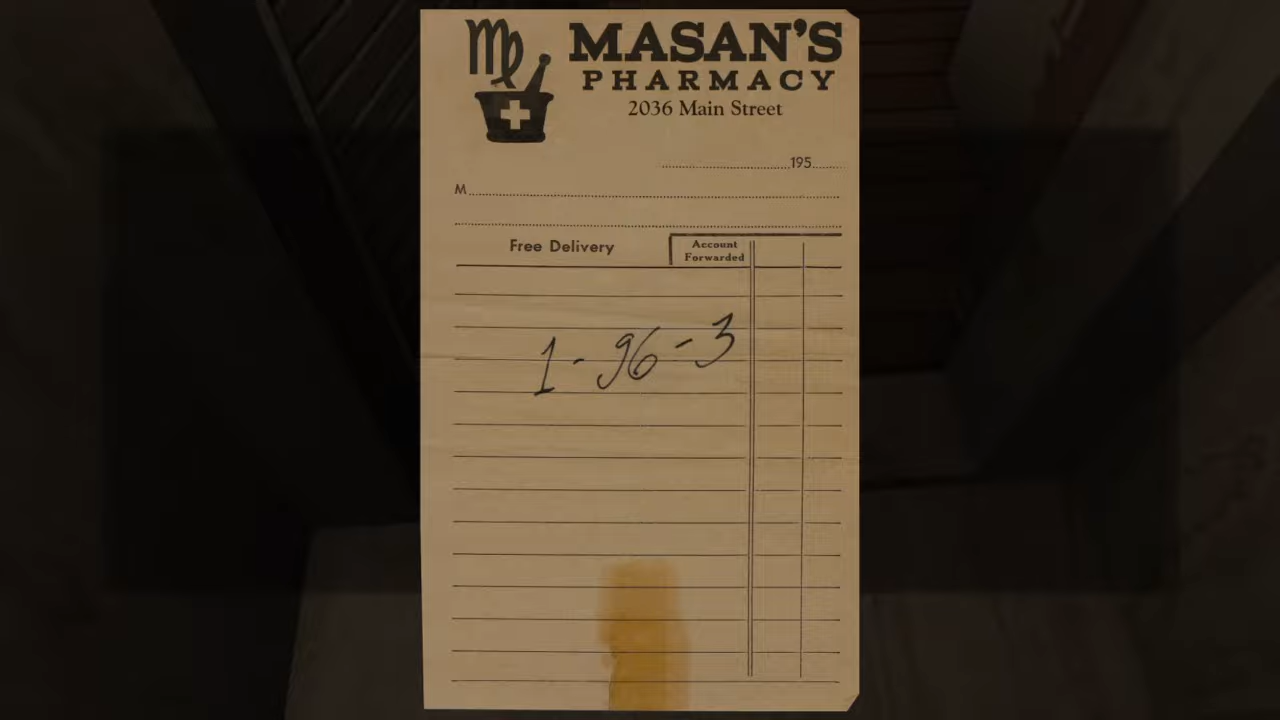 MASAN'S
PHARMACY
2036 Main Street
195
M
Free Delivery
Account
Forwarded
1-96-3